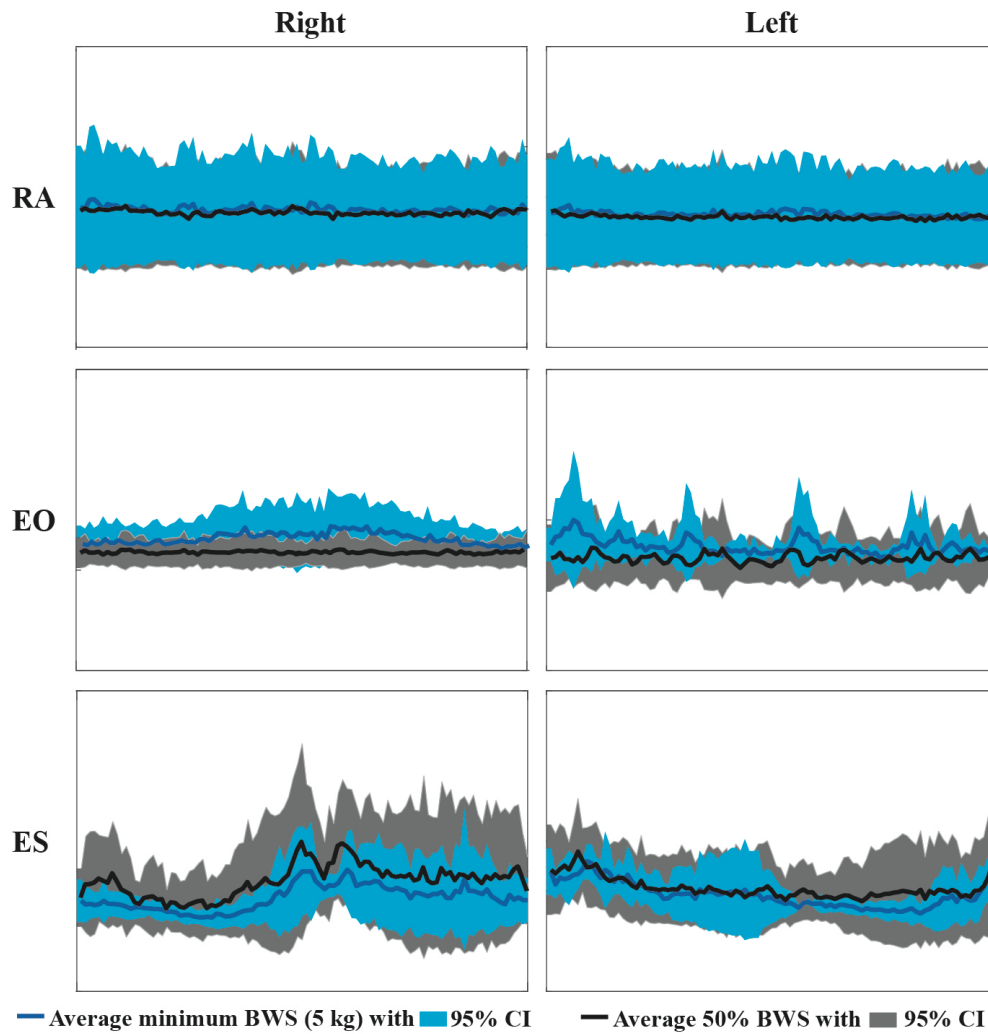 Right Left
RA
EO
ES
Average minimum BWS (5 kg) with 95% CI Average 50% BWS with 95% CI